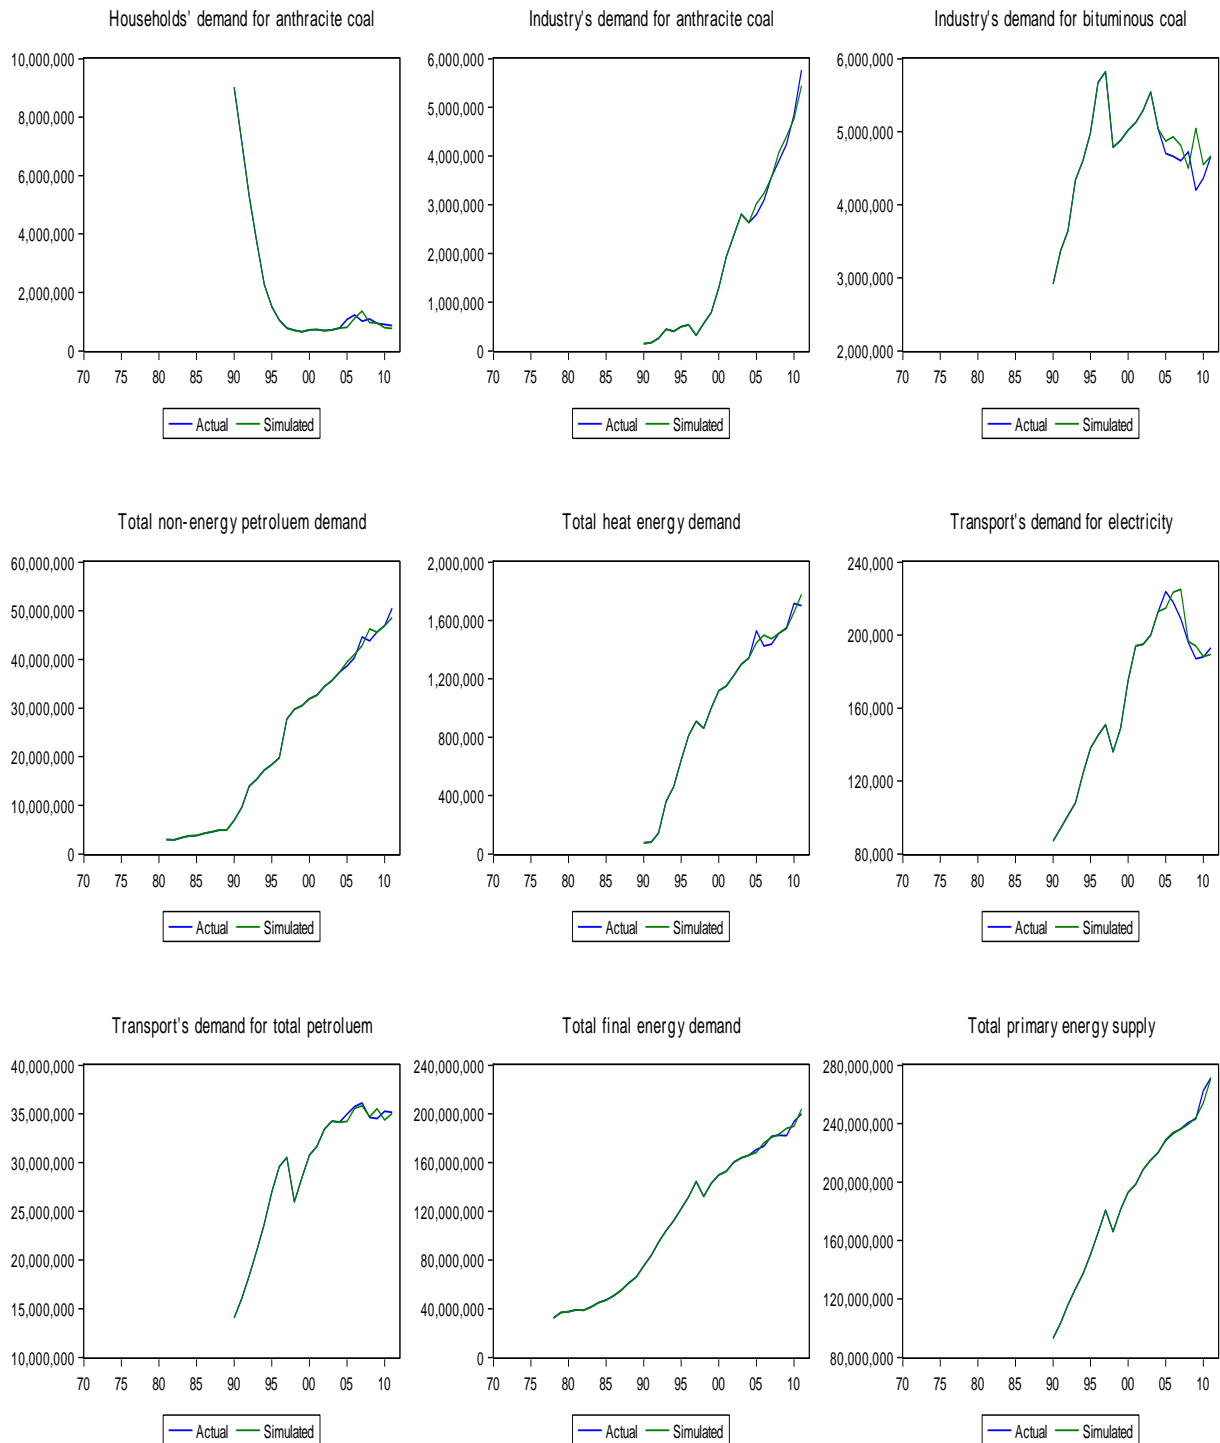 Households' demand for anthracite coal
10,000,000
8,000,000
6,000,000
4,000,000
2,000,000
0
70 75 80 85 90 95 00 05 10
Actual Simulated
Industry's demand for anthracite coal
6,000,000
5,000,000
4,000,000
3,000,000
2,000,000
1,000,000
0
70 75 80 85 90 95 00 05 10
Actual Simulated
Industry's demand for bituminous coal
6,000,000
5,000,000
4,000,000
3,000,000
2,000,000
70 75 80 85 90 95 00 05 10
Actual Simulated
Total non-energy petroluem demand
60,000,000
50,000,000
40,000,000
30,000,000
20,000,000
10,000,000
0
70 75 80 85 90 95 00 05 10
Actual Simulated
Total heat energy demand
2,000,000
1,600,000
1,200,000
800,000
400,000
0
70 75 80 85 90 95 00 05 10
Actual Simulated
Transport's demand for electricity
240,000
200,000
160,000
120,000
80,000
70 75 80 85 90 95 00 05 10
Actual Simulated
Transport's demand for total petroluem
40,000,000
35,000,000
30,000,000
25,000,000
20,000,000
15,000,000
10,000,000
70 75 80 85 90 95 00 05 10
Actual Simulated
Total final energy demand
240,000,000
200,000,000
160,000,000
120,000,000
80,000,000
40,000,000
0
70 75 80 85 90 95 00 05 10
Actual Simulated
Total primary energy supply
280,000,000
240,000,000
200,000,000
160,000,000
120,000,000
80,000,000
70 75 80 85 90 95 00 05 10
Actual Simulated